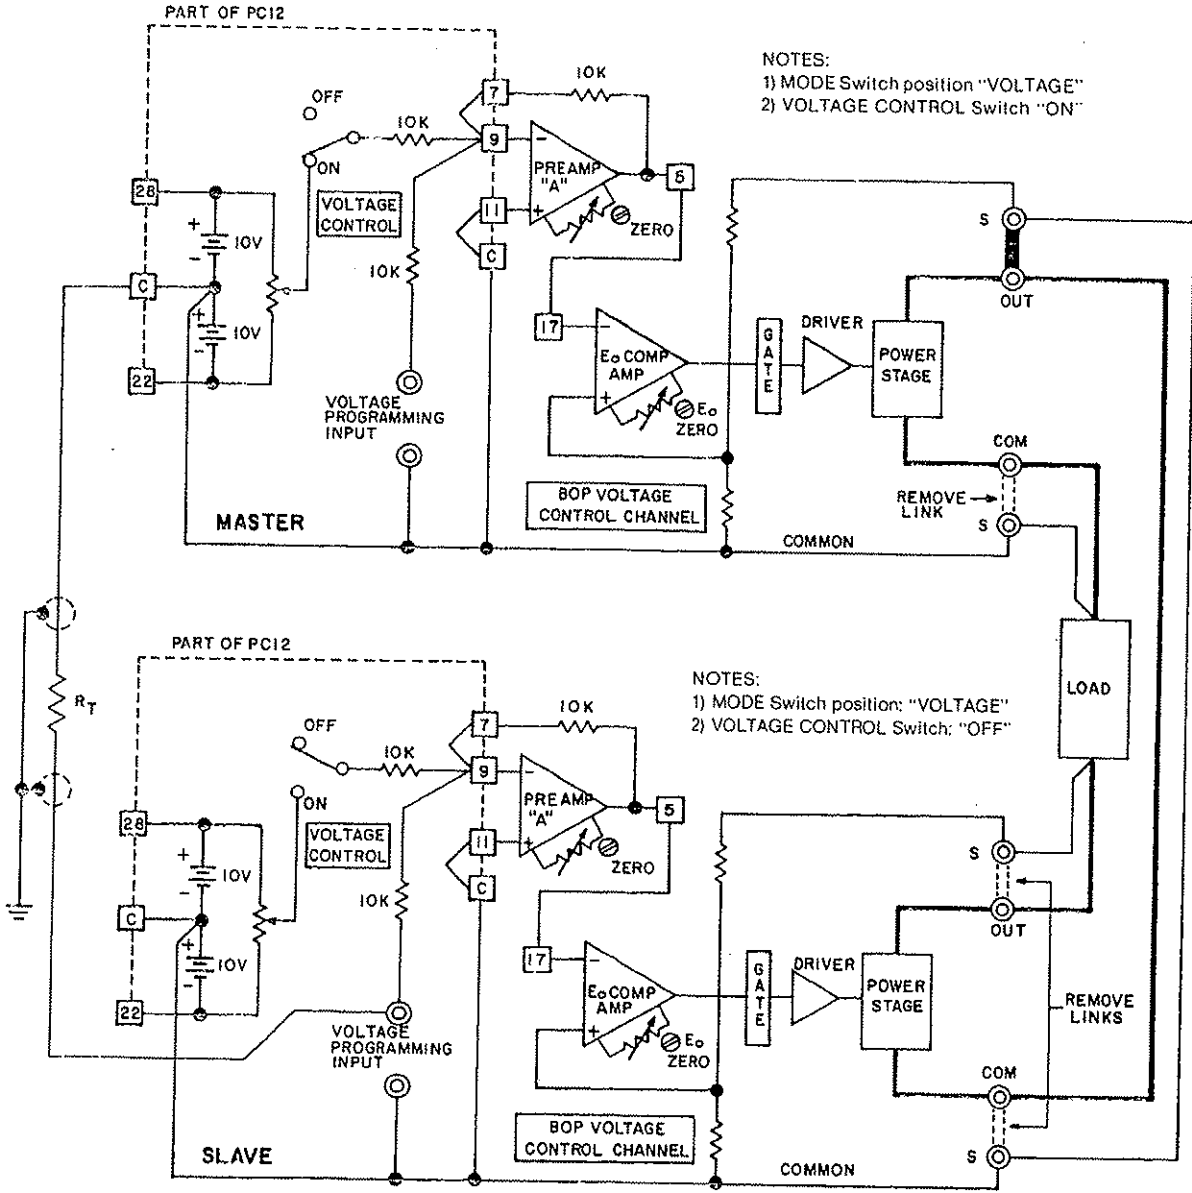 PART OF PC12
NOTES:
1) MODE Switch position "VOLTAGE"
2) VOLTAGE CONTROL Switch "ON"
OFF
ON
10K
7
10K
9
PREAMP
"A"
5
ZERO
11
C
28
VOLTAGE
CONTROL
+
10V
-
C
+
10V
-
22
10K
VOLTAGE
PROGRAMMING
INPUT
17
-
+
Eo COMP
AMP
Eo
ZERO
GATE
DRIVER
POWER
STAGE
S
OUT
COM
REMOVE
LINK
S
BOP VOLTAGE
CONTROL CHANNEL
MASTER
COMMON
LOAD
RT
PART OF PC12
NOTES:
1) MODE Switch position: "VOLTAGE"
2) VOLTAGE CONTROL Switch: "OFF"
OFF
ON
10K
7
10K
9
-
PREAMP
"A"
5
ZERO
11
+
C
28
VOLTAGE
CONTROL
+
10V
-
C
+
10V
-
22
10K
VOLTAGE
PROGRAMMING
INPUT
17
-
+
Eo COMP
AMP
Eo
ZERO
GATE
DRIVER
POWER
STAGE
S
OUT
REMOVE
LINKS
COM
S
BOP VOLTAGE
CONTROL CHANNEL
SLAVE
COMMON